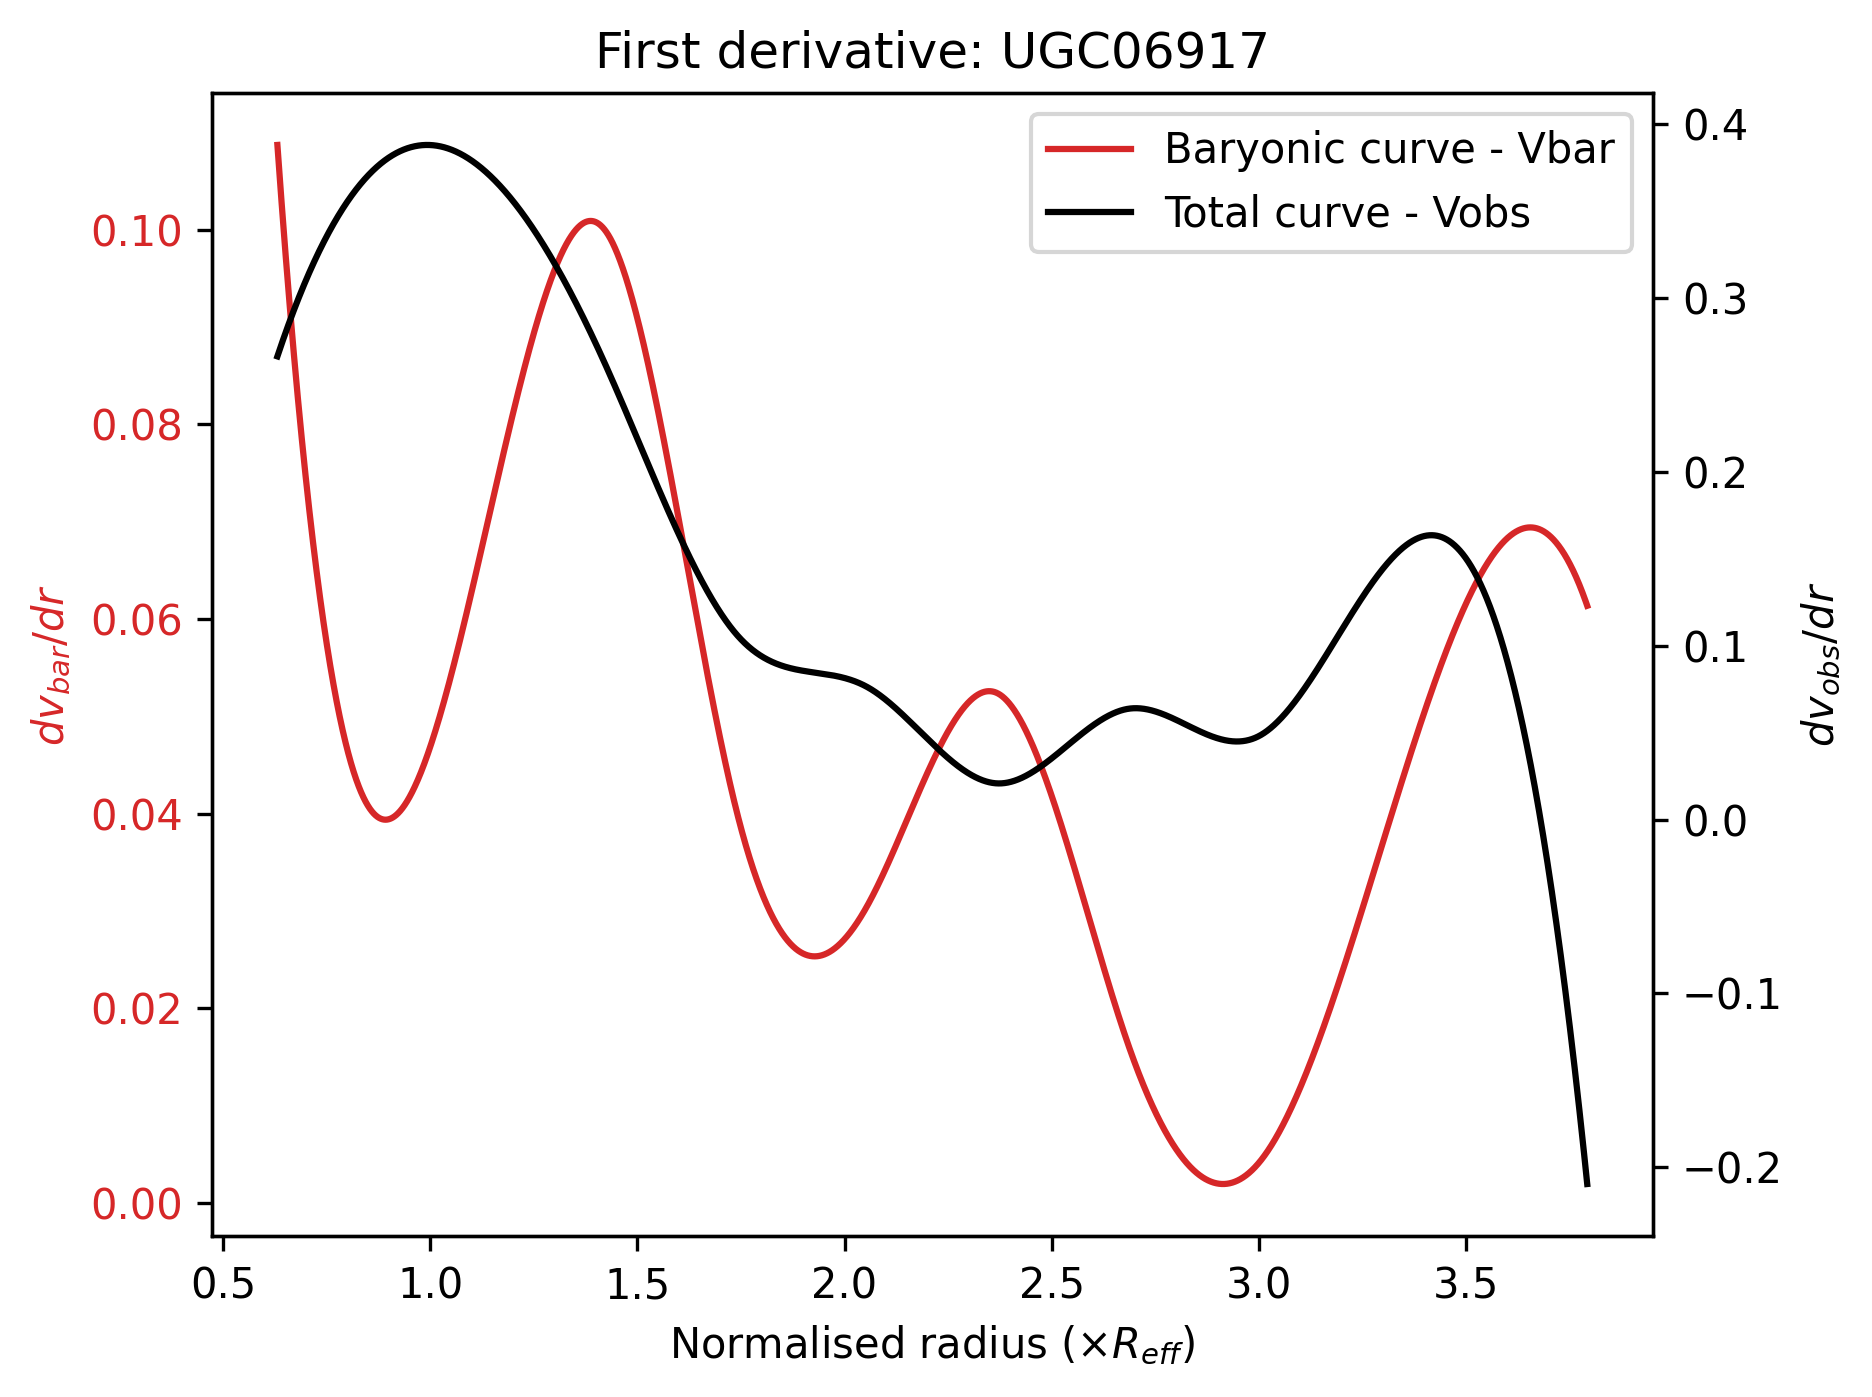 First derivative: UGC06917
Baryonic curve - Vbar
Total curve - Vobs
0.10
0.08
0.06
0.04
0.02
0.00
dv_bar/dr
0.4
0.3
0.2
0.1
0.0
−0.1
−0.2
dv_obs/dr
0.5 1.0 1.5 2.0 2.5 3.0 3.5
Normalised radius (×R_eff)